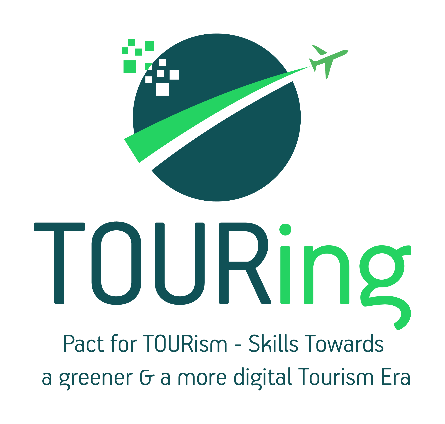 TOURing
Pact for TOURism - Skills Towards
a greener & a more digital Tourism Era